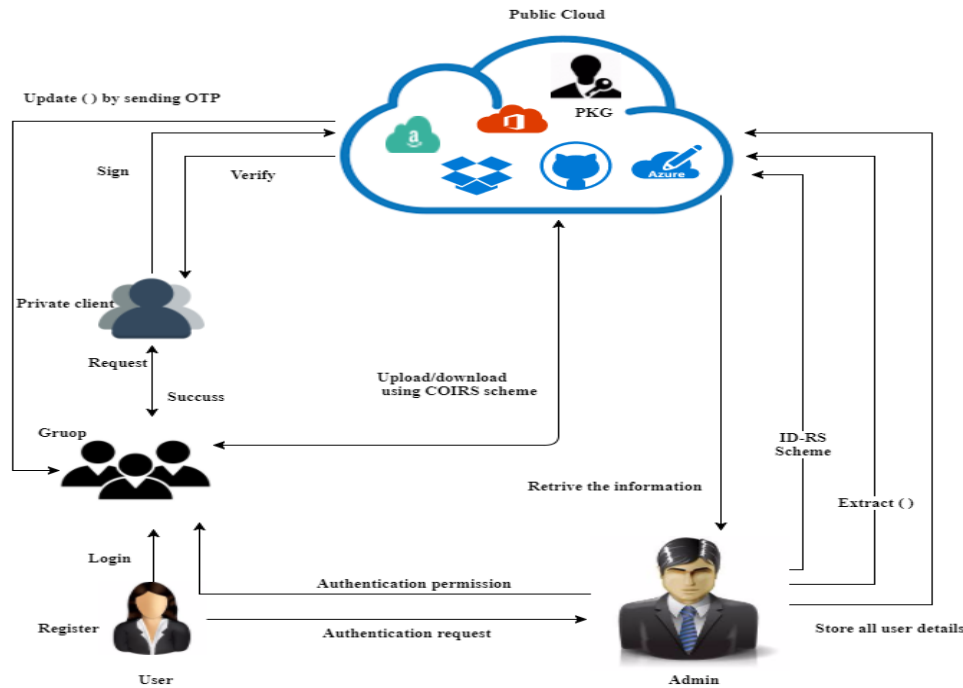 Public Cloud
PKG
Update ( ) by sending OTP
a
Azure
Sign
Verify
Private client
Request
Succuss
Upload/download
using COIRS scheme
Gruop
ID-RS
Scheme
Retrive the information
Extract ( )
Login
Authentication permission
Register
Authentication request
Store all user details
User
Admin